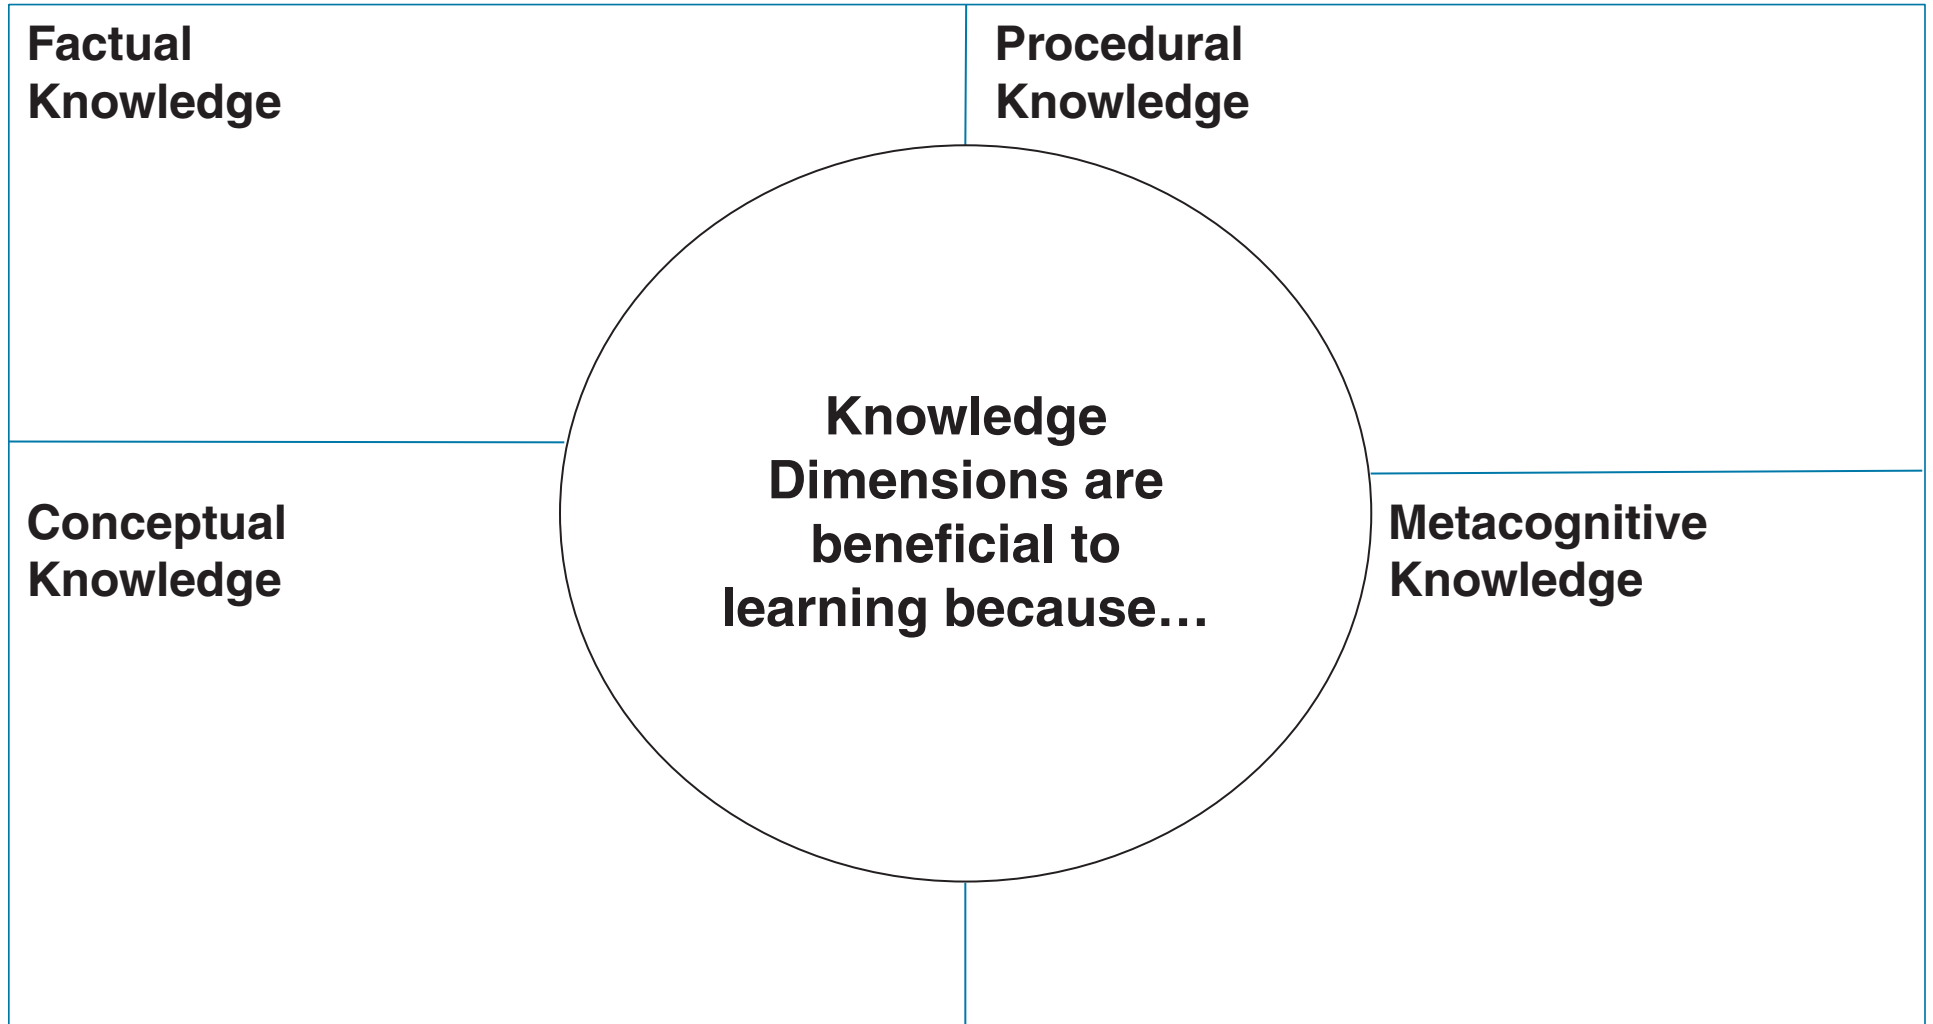 Factual
Knowledge
Procedural
Knowledge
Knowledge
Dimensions are
beneficial to
learning because…
Conceptual
Knowledge
Metacognitive
Knowledge